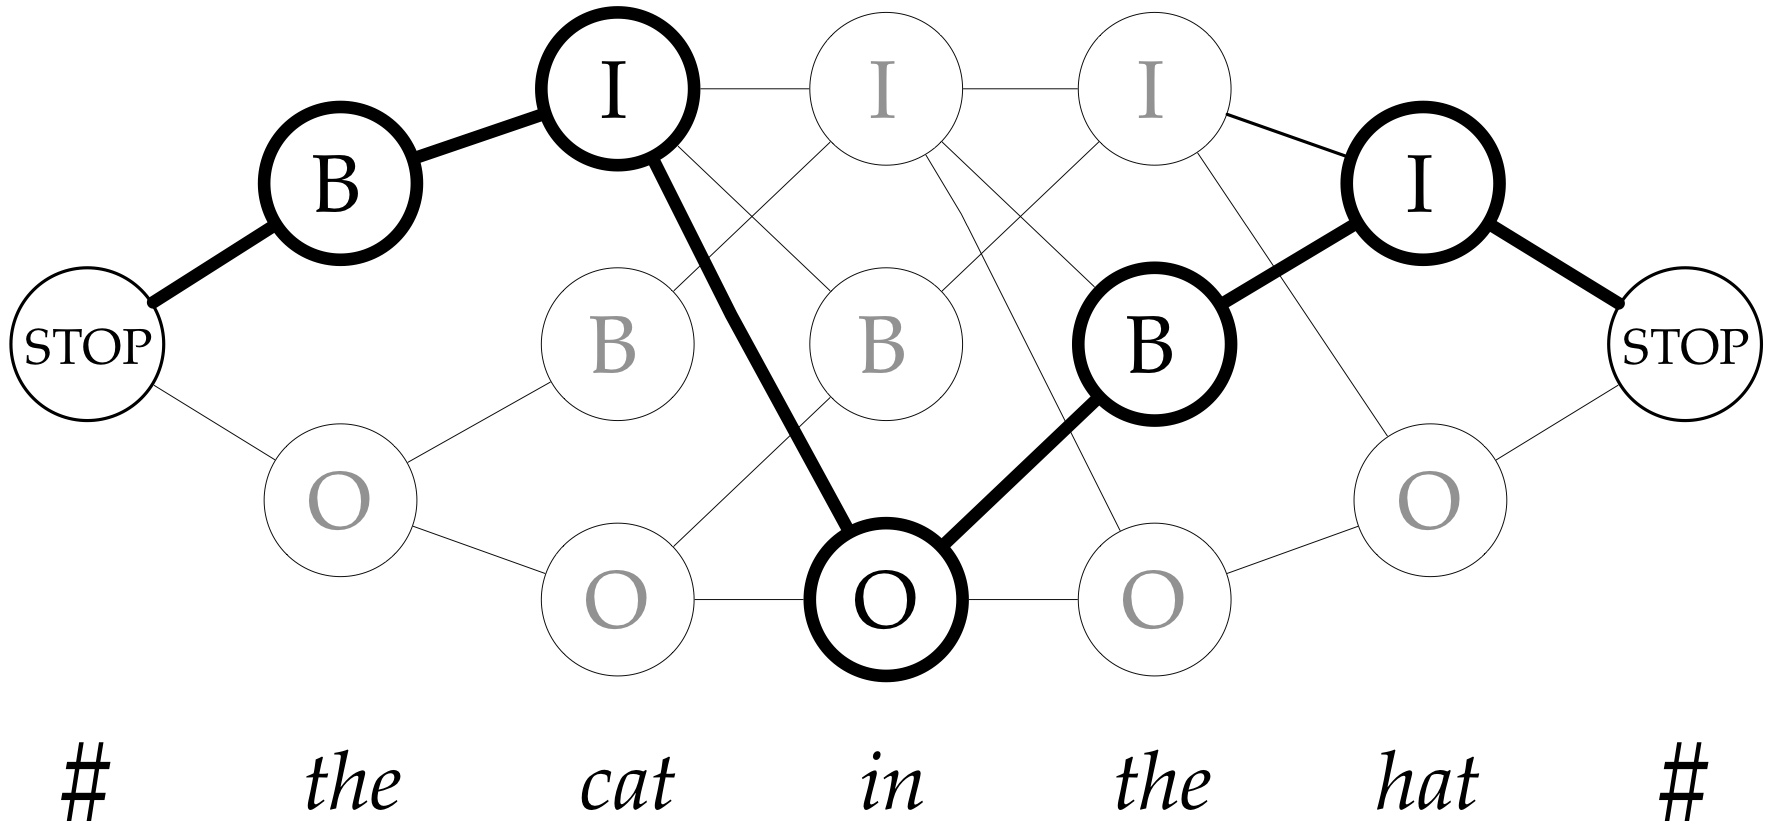 I I I
B I
STOP B B B STOP
O O
O O O
# the cat in the hat #